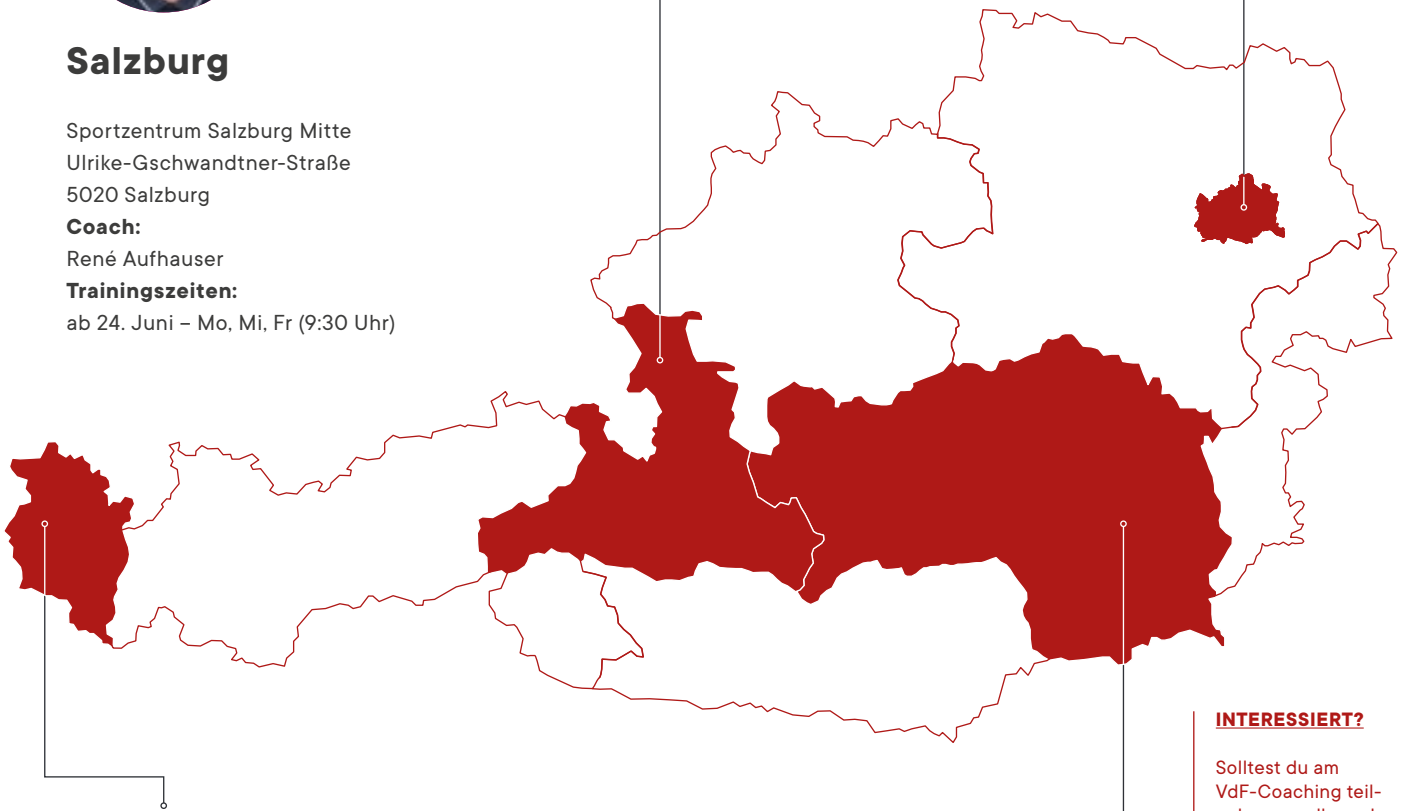 Salzburg
Sportzentrum Salzburg Mitte
Ulrike-Gschwandtner-Straße
5020 Salzburg
Coach:
René Aufhauser
Trainingszeiten:
ab 24. Juni – Mo, Mi, Fr (9:30 Uhr)
INTERESSIERT?
Solltest du am
VdF-Coaching teil-